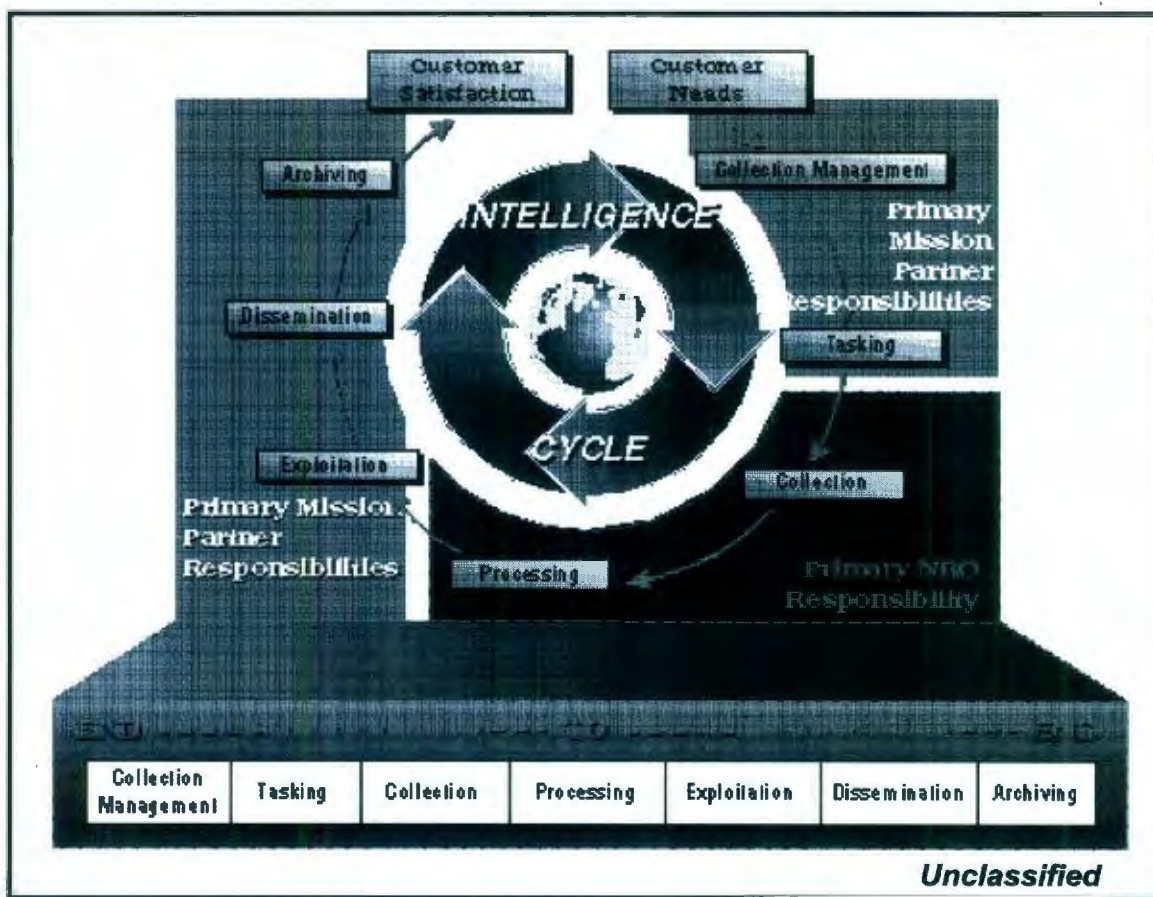 Customer
Satisfaction
Customer
Needs
Archiving
Collection Management
INTELLIGENCE
Primary
Mission
Partner
Responsibilities
Dissemination
Tasking
CYCLE
Exploitation
Collection
Primary Mission
Partner
Responsibilities
Processing
Primary NRO
Responsibility
Collection
Management
Tasking
Collection
Processing
Exploitation
Dissemination
Archiving
Unclassified